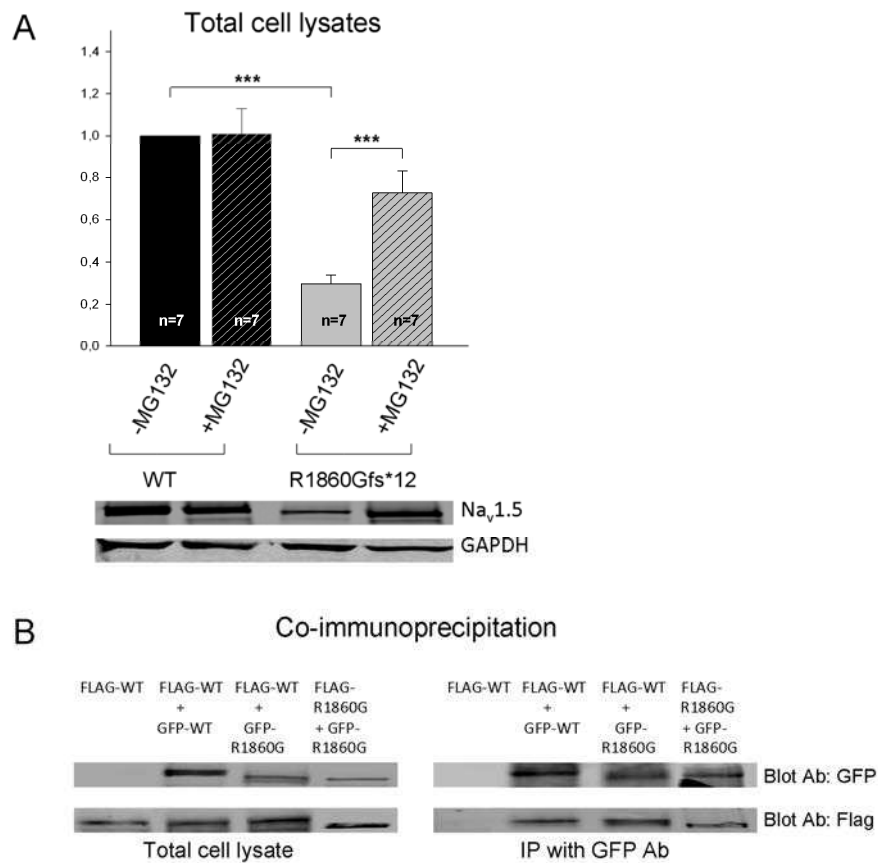 A
Total cell lysates
1,4
1,2
1,0
0,8
0,6
0,4
0,2
0,0
***
***
n=7 n=7 n=7 n=7
-MG132 +MG132 -MG132 +MG132
WT R1860Gfs*12
Nav1.5
GAPDH
B
Co-immunoprecipitation
FLAG-WT FLAG-WT FLAG-WT FLAG-
+ + R1860G
GFP-WT GFP- + GFP-
R1860G R1860G
FLAG-WT FLAG-WT FLAG-WT FLAG-
+ + R1860G
GFP-WT GFP- + GFP-
R1860G R1860G
Blot Ab: GFP
Blot Ab: Flag
Total cell lysate IP with GFP Ab